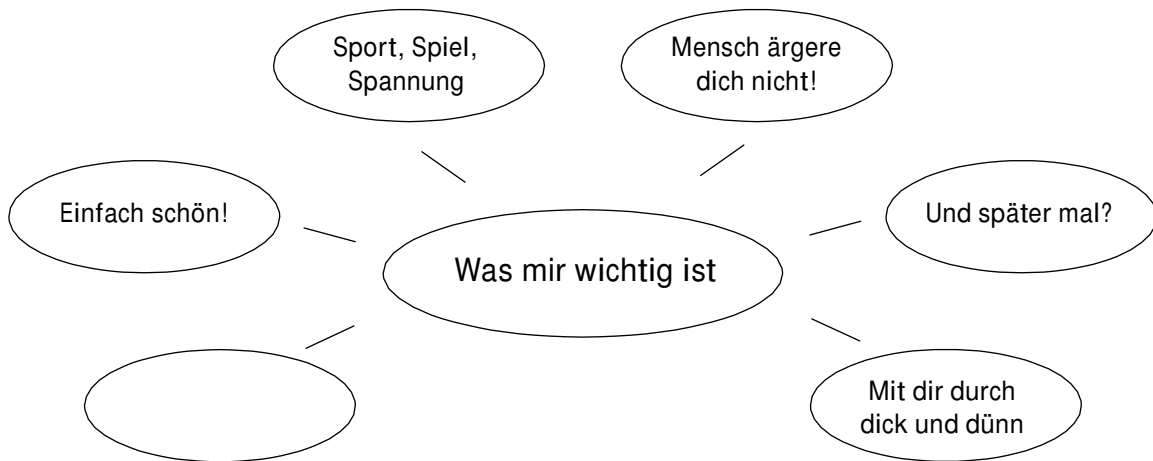 Sport, Spiel,
Spannung
Mensch ärgere
dich nicht!
Einfach schön!
Und später mal?
Was mir wichtig ist
Mit dir durch
dick und dünn